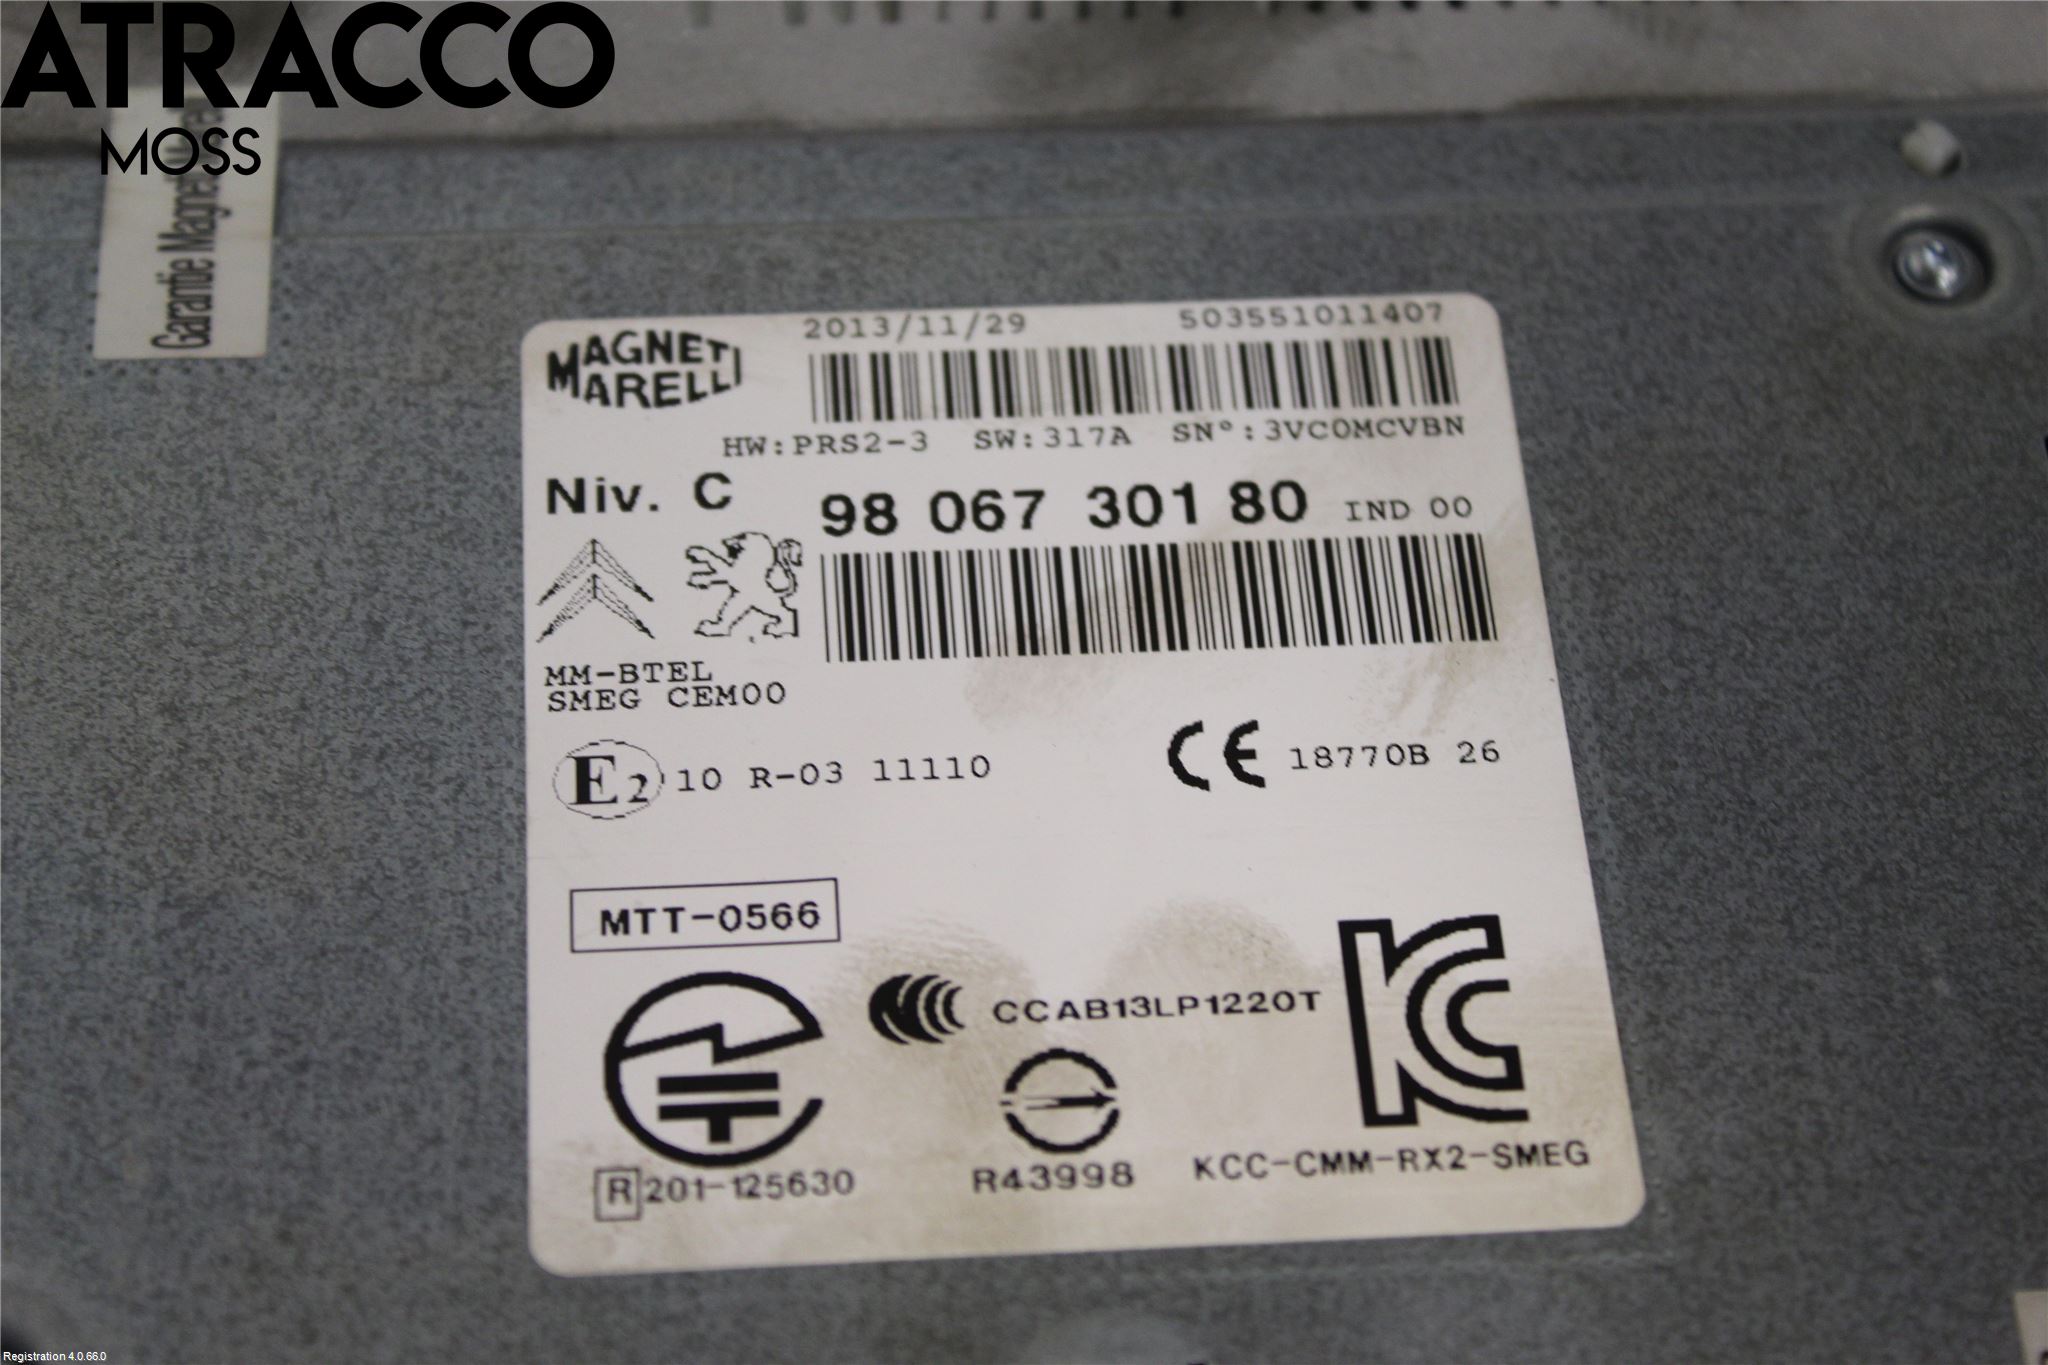 ATRACCO
MOSS
Garantie Magneti
MAGNETI
MARELLI
2013/11/29 503551011407
HW:PRS2-3 SW:317A SN°:3VC0MCVBN
Niv. C 98 067 301 80 IND 00
MM-BTEL
SMEG CEM00
E2 10 R-03 11110
CE 18770B 26
MTT-0566
CCAB13LP1220T
R 201-125630
R43998
KCC-CMM-RX2-SMEG
Registration 4.0.66.0